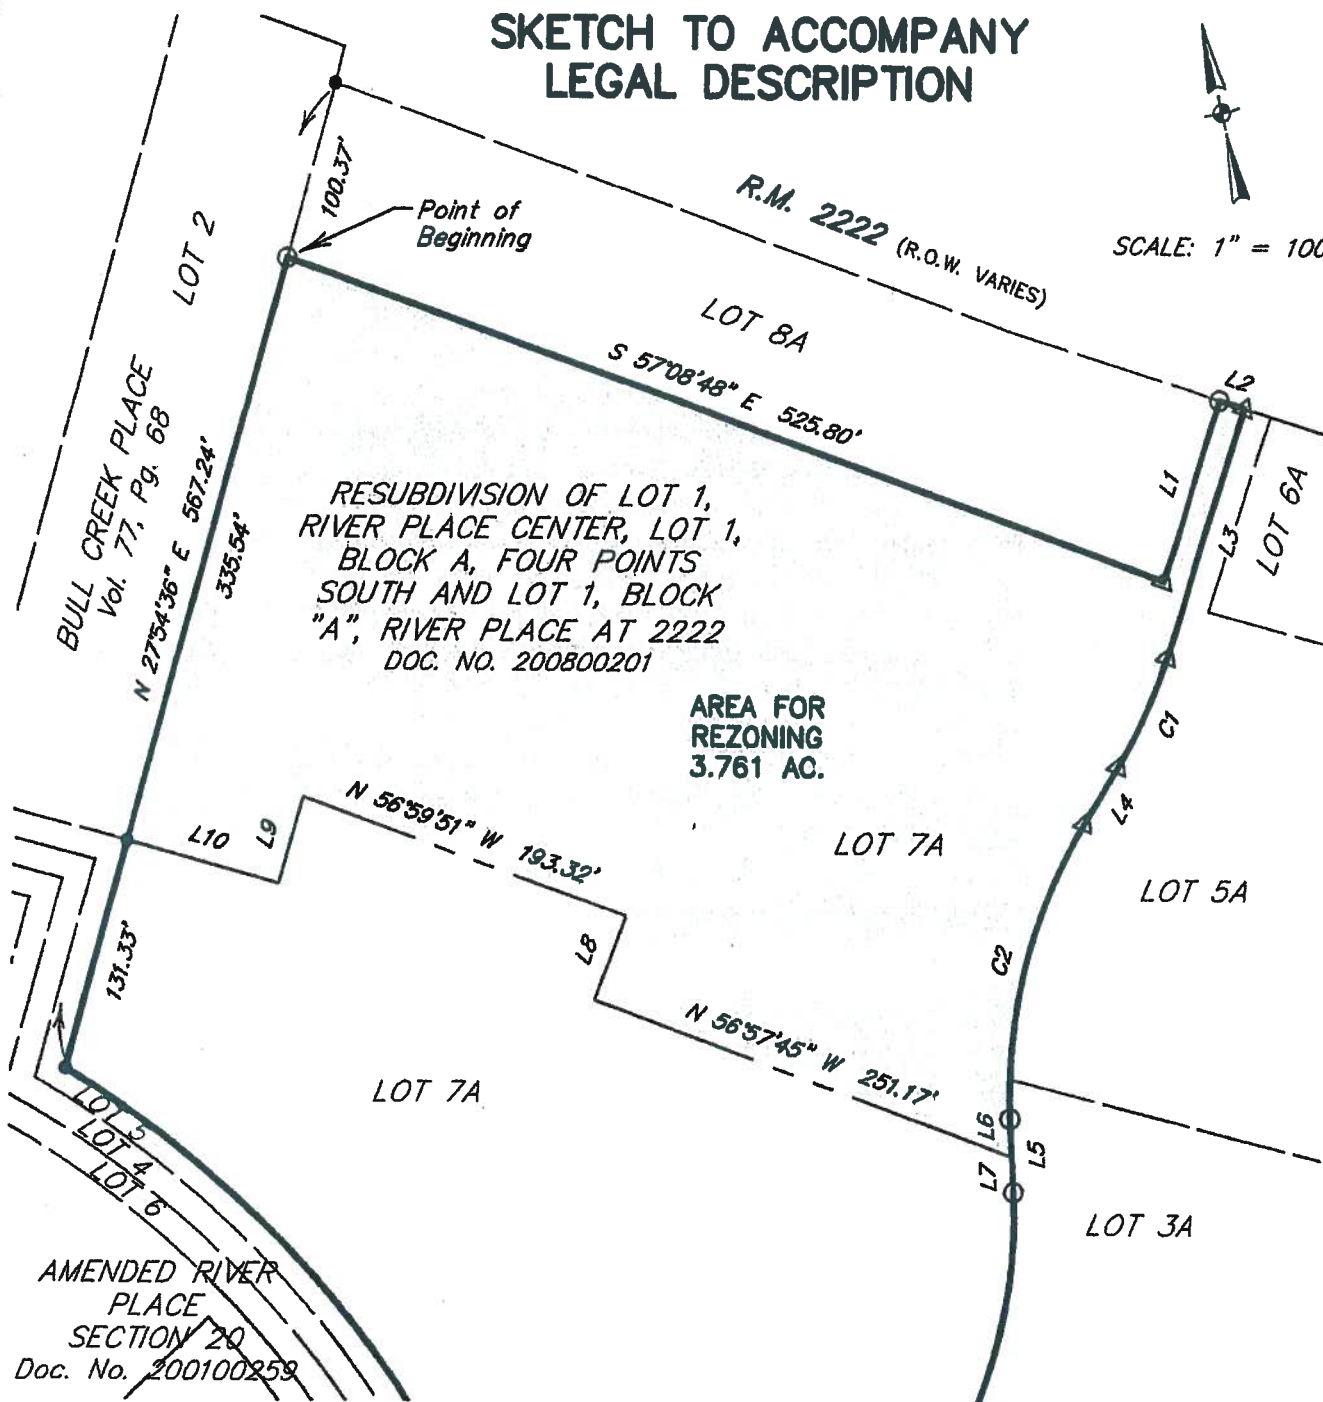 SKETCH TO ACCOMPANY
LEGAL DESCRIPTION
SCALE: 1" = 100
R.M. 2222 (R.O.W. VARIES)
100.37'
Point of
Beginning
LOT 2
BULL CREEK PLACE
Vol. 77, Pg. 68
LOT 8A
S 57°08'48" E 525.80'
L2
L1
L3
LOT 6A
N 27°54'36" E 567.24'
335.54'
RESUBDIVISION OF LOT 1,
RIVER PLACE CENTER, LOT 1,
BLOCK A, FOUR POINTS
SOUTH AND LOT 1, BLOCK
"A", RIVER PLACE AT 2222
DOC. NO. 200800201
AREA FOR
REZONING
3.761 AC.
C1
L4
LOT 7A
LOT 5A
L10
L9
N 56°59'51" W 193.32'
L8
C2
131.33'
N 56°57'45" W 251.17'
LOT 7A
L6
L5
L7
LOT 3A
LOT 5
LOT 4
LOT 6
AMENDED RIVER
PLACE
SECTION 20
Doc. No. 200100259